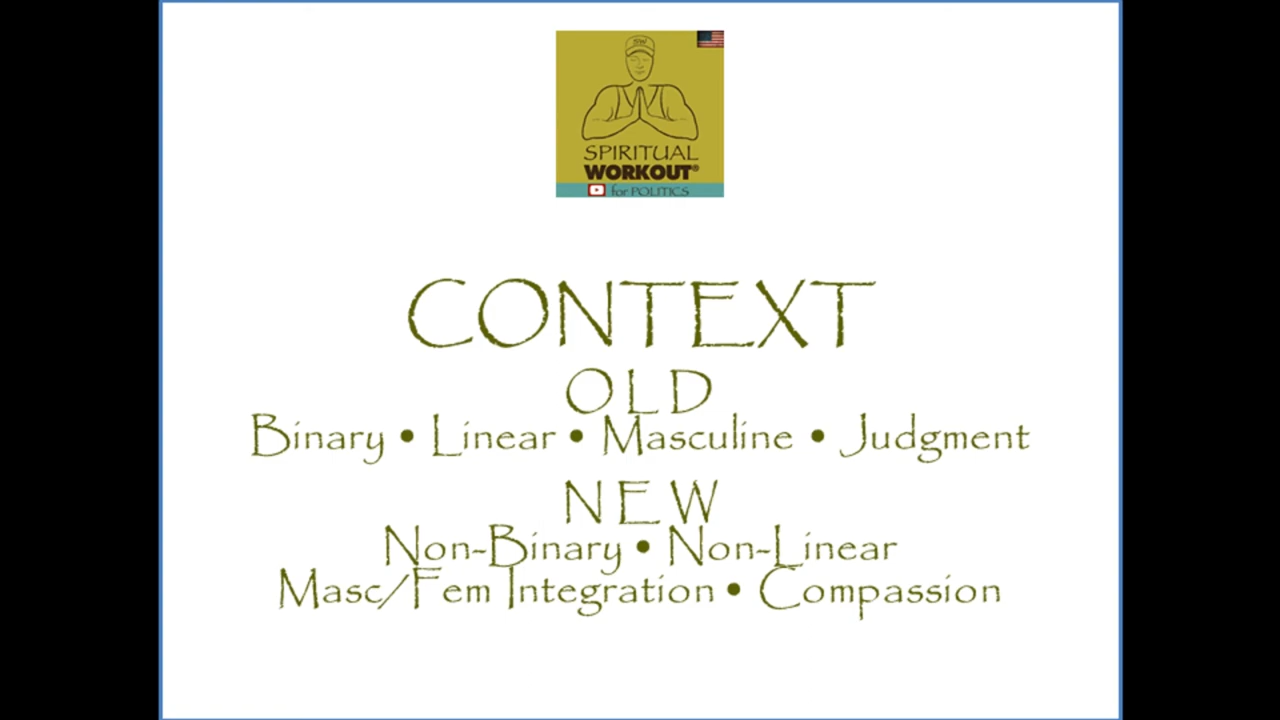 SW
SPIRITUAL
WORKOUT®
for POLITICS
CONTEXT
OLD
Binary • Linear • Masculine • Judgment
NEW
Non-Binary • Non-Linear
Masc/Fem Integration • Compassion